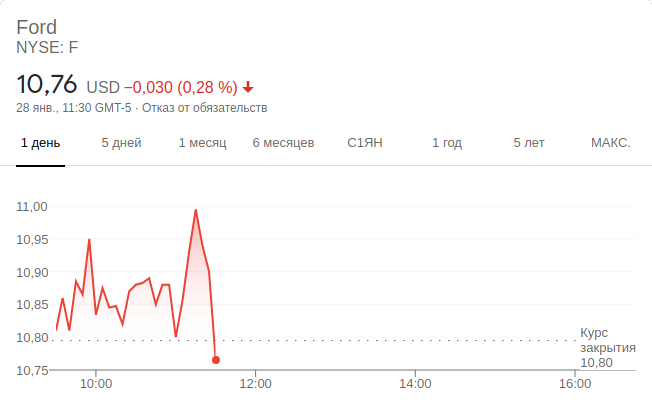 Ford
NYSE: F
10,76 USD −0,030 (0,28 %)
28 янв., 11:30 GMT-5 · Отказ от обязательств
1 день 5 дней 1 месяц 6 месяцев С1ЯН 1 год 5 лет МАКС.
11,00
10,95
10,90
10,85
10,80
10,75
Курс
закрытия
10,80
10:00 12:00 14:00 16:00